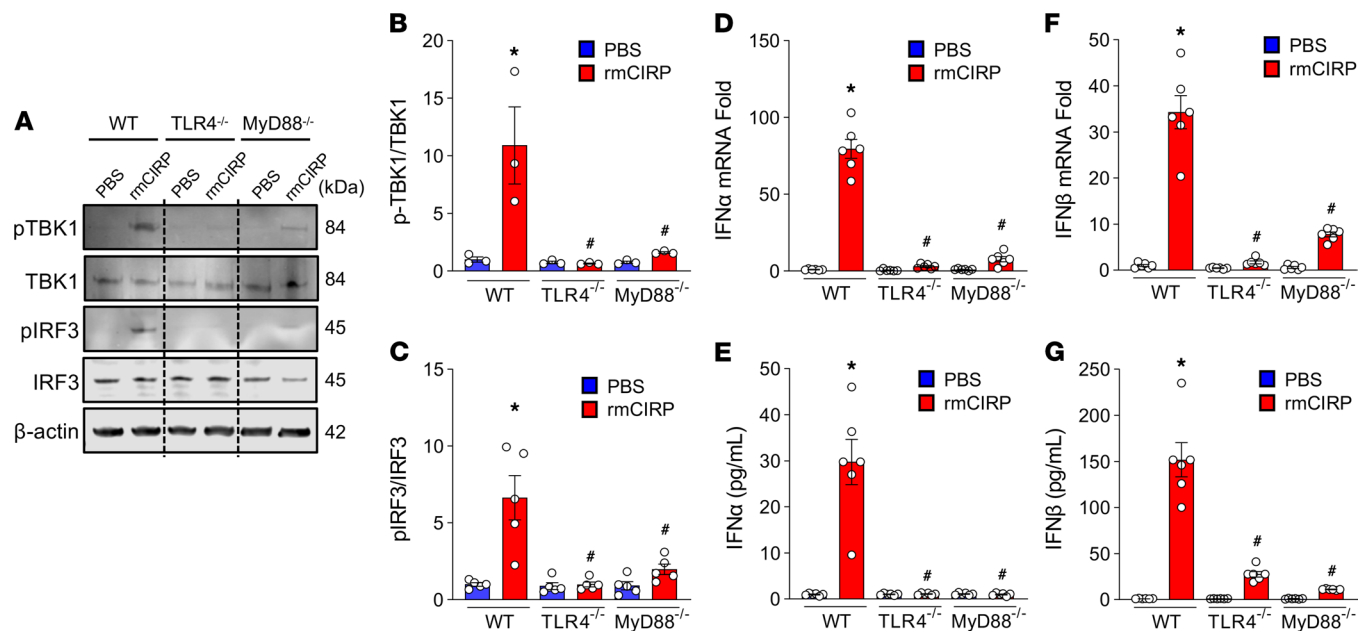 A
WT TLR4-/- MyD88-/-
PBS rmCIRP PBS rmCIRP PBS rmCIRP (kDa)
pTBK1 84
TBK1 84
pIRF3 45
IRF3 45
β-actin 42
B
PBS
rmCIRP
p-TBK1/TBK1
20
15
10
5
0
*
#
#
WT TLR4-/- MyD88-/-
C
PBS
rmCIRP
pIRF3/IRF3
15
10
5
0
*
#
#
WT TLR4-/- MyD88-/-
D
PBS
rmCIRP
IFNα mRNA Fold
150
100
50
0
*
#
#
WT TLR4-/- MyD88-/-
E
PBS
rmCIRP
IFNα (pg/mL)
50
40
30
20
10
0
*
#
#
WT TLR4-/- MyD88-/-
F
PBS
rmCIRP
IFNβ mRNA Fold
50
40
30
20
10
0
*
#
#
WT TLR4-/- MyD88-/-
G
PBS
rmCIRP
IFNβ (pg/mL)
250
200
150
100
50
0
*
#
#
WT TLR4-/- MyD88-/-